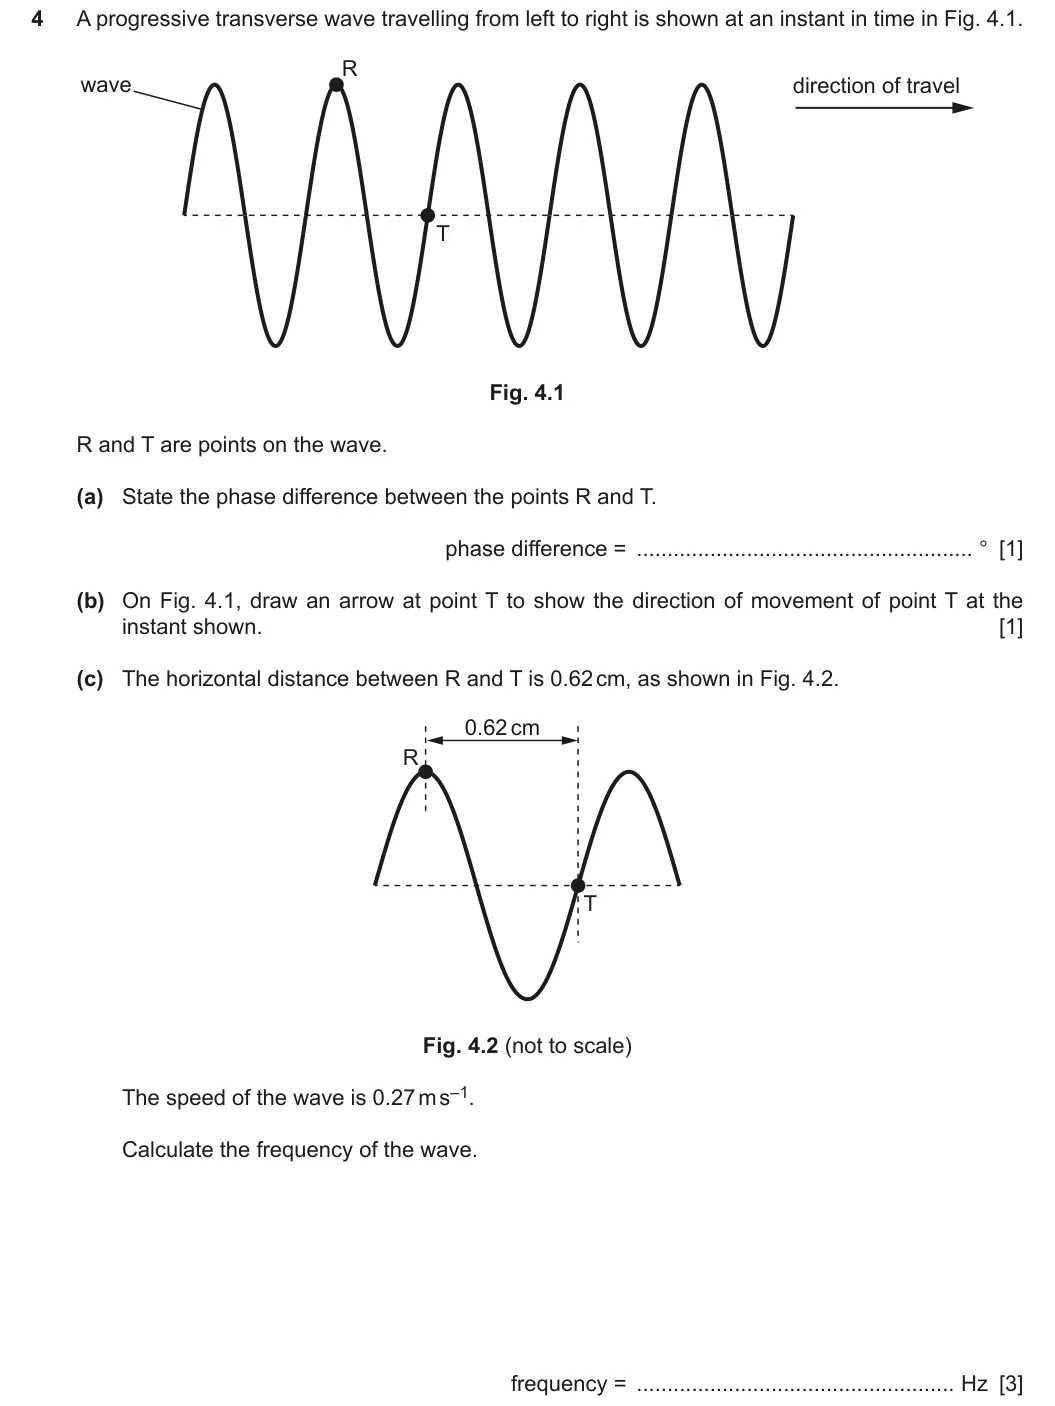 4 A progressive transverse wave travelling from left to right is shown at an instant in time in Fig. 4.1.
R
wave
direction of travel
T
Fig. 4.1
R and T are points on the wave.
(a) State the phase difference between the points R and T.
phase difference = ...................................................... ° [1]
(b) On Fig. 4.1, draw an arrow at point T to show the direction of movement of point T at the
instant shown. [1]
(c) The horizontal distance between R and T is 0.62 cm, as shown in Fig. 4.2.
0.62 cm
R
T
Fig. 4.2 (not to scale)
The speed of the wave is 0.27 m s⁻¹.
Calculate the frequency of the wave.
frequency = ................................................... Hz [3]